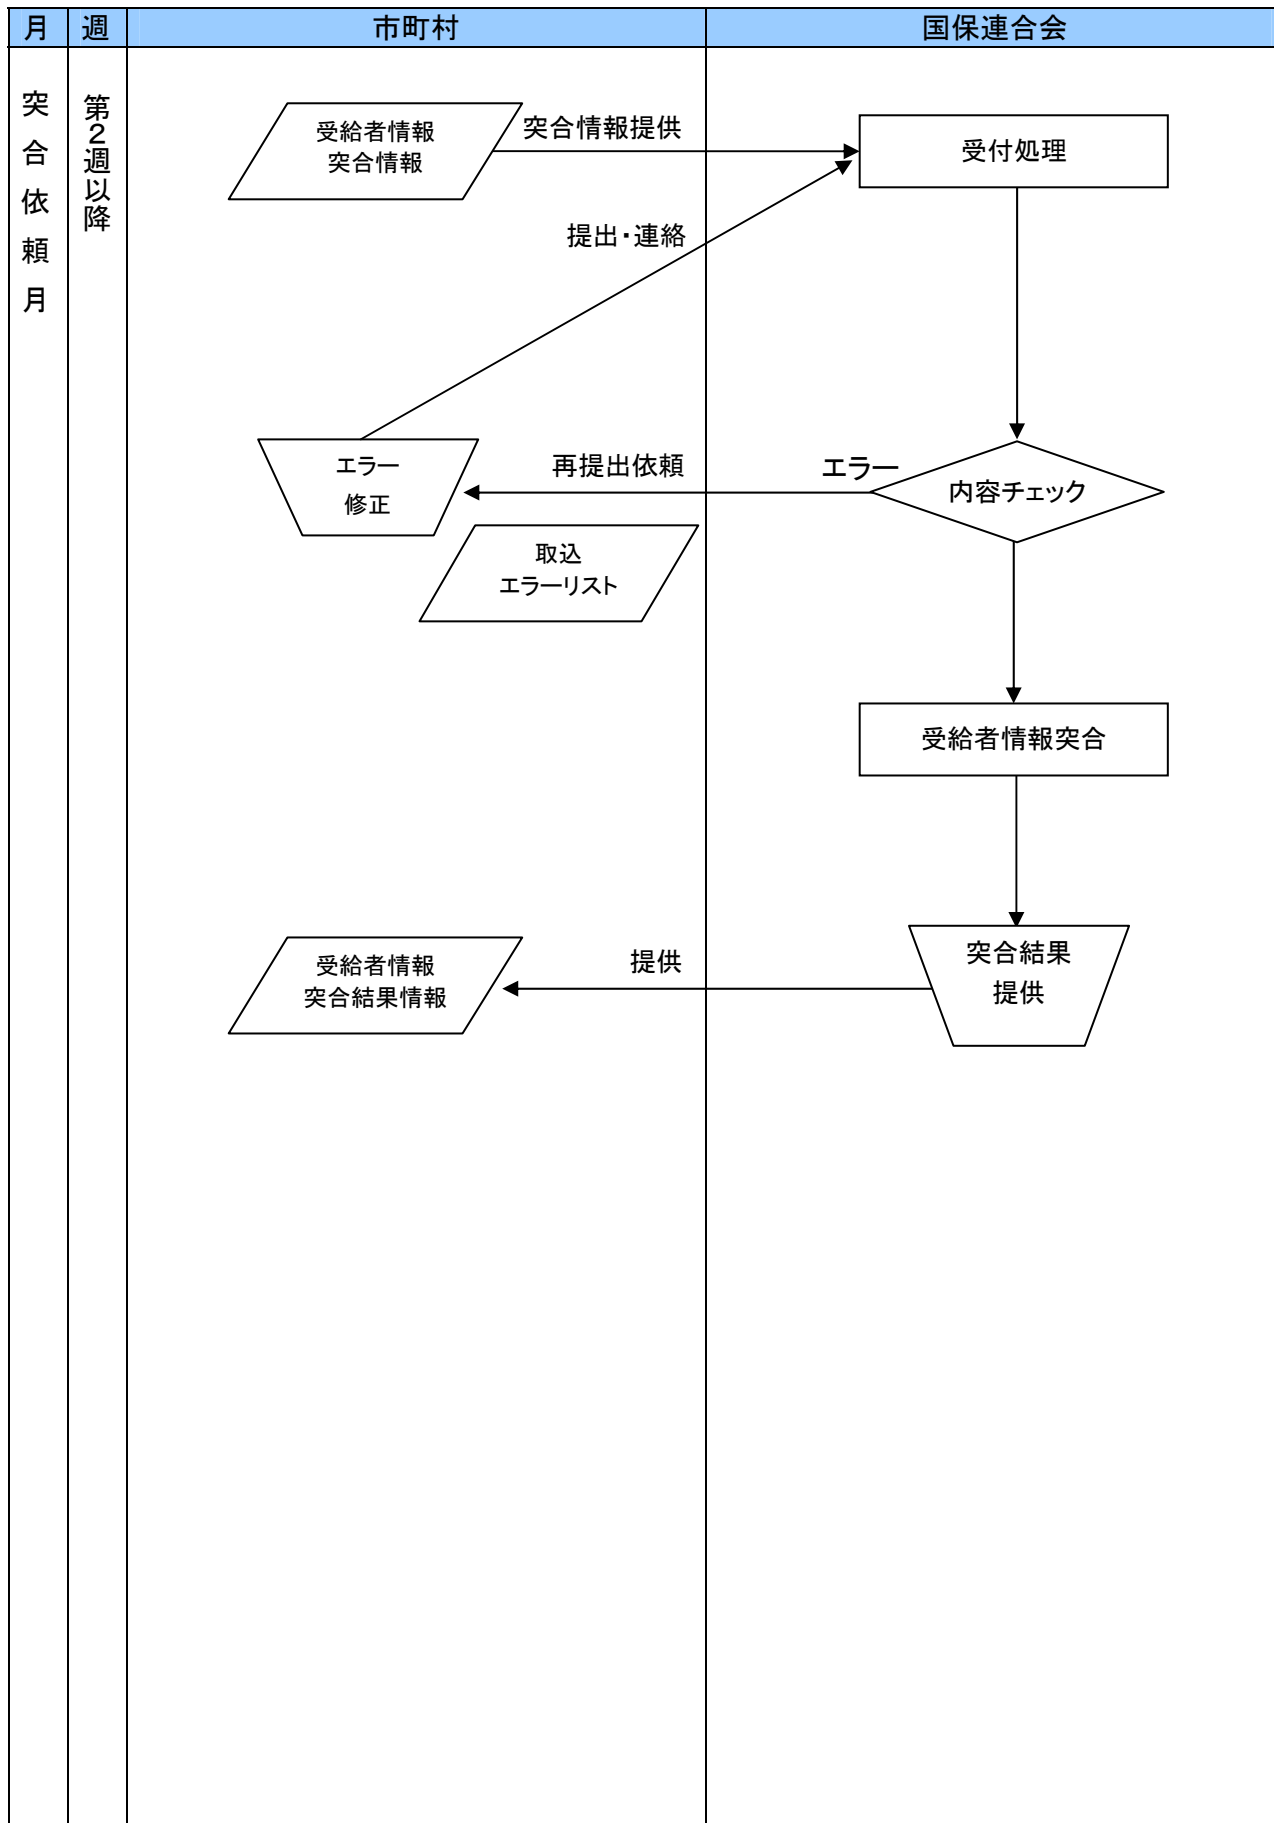 月 週 市町村 国保連合会
突合依頼月
第2週以降
受給者情報
突合情報
突合情報提供
受付処理
提出・連絡
エラー
修正
再提出依頼
エラー
内容チェック
取込
エラーリスト
受給者情報突合
受給者情報
突合結果情報
提供
突合結果
提供